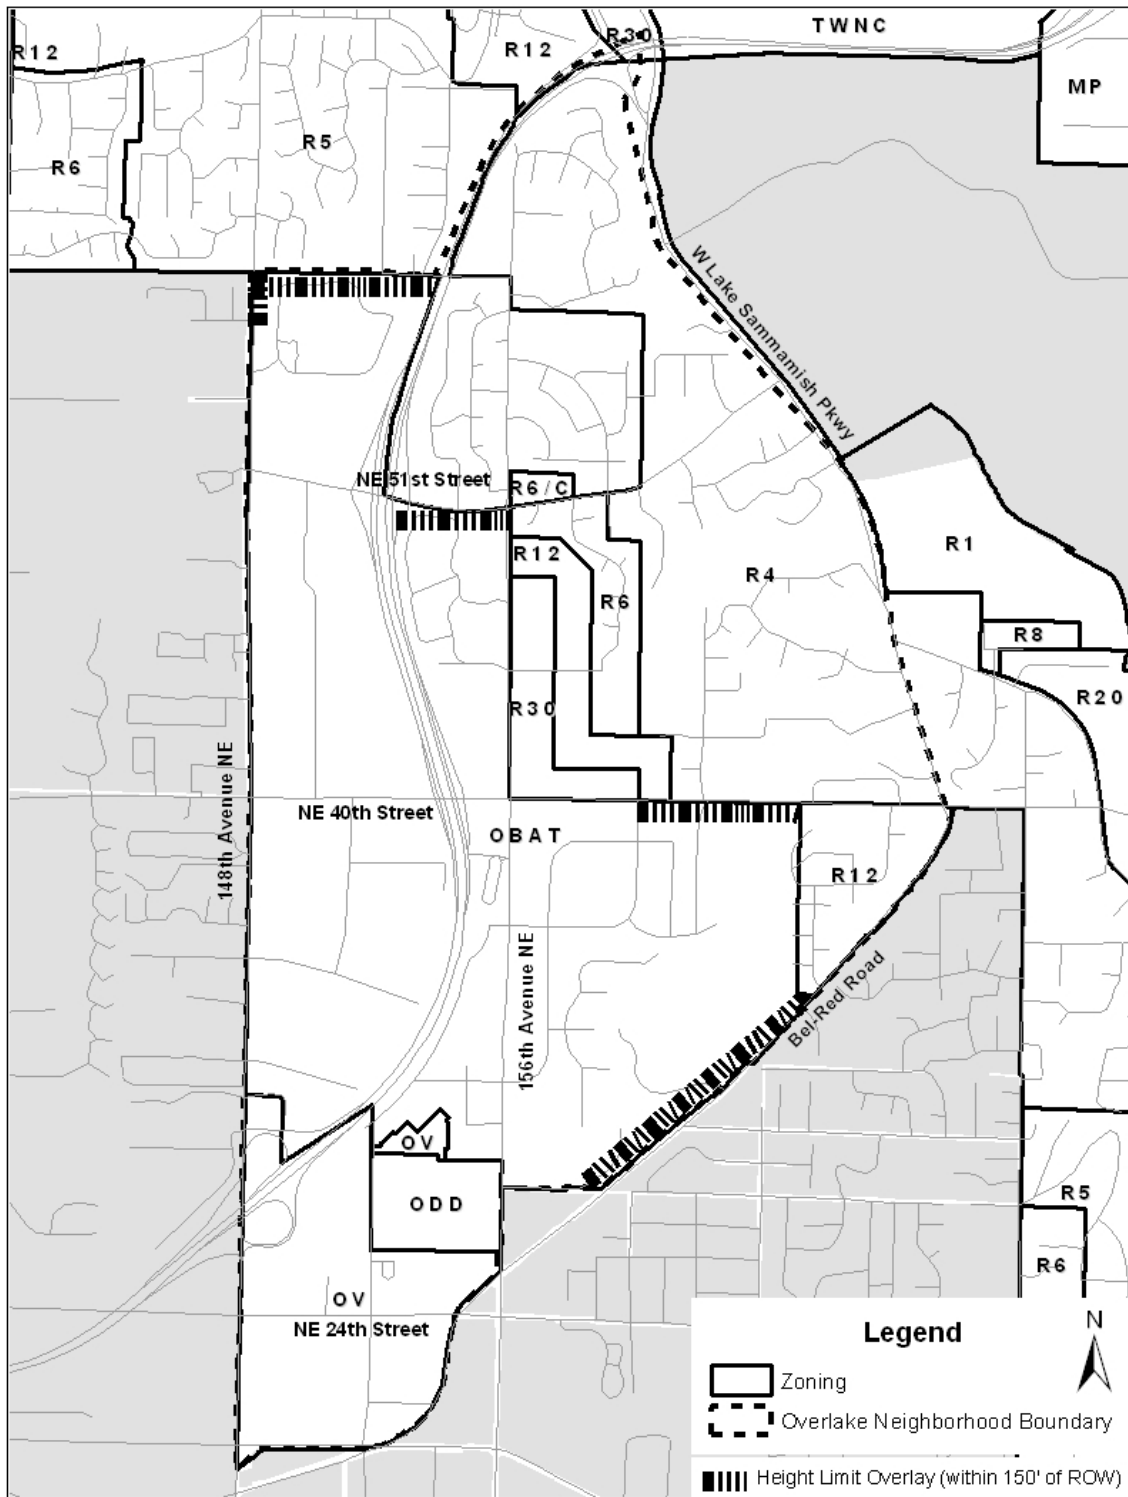 TWNC
R30
R12
R12
MP
R5
R6
W Lake Sammamish Pkwy
NE 51st Street
R6/C
R1
R12
R4
R6
R8
R20
R30
148th Avenue NE
NE 40th Street
OBAT
R12
156th Avenue NE
Bel-Red Road
OV
ODD
R5
R6
OV
NE 24th Street
N
Legend
Zoning
Overlake Neighborhood Boundary
Height Limit Overlay (within 150' of ROW)